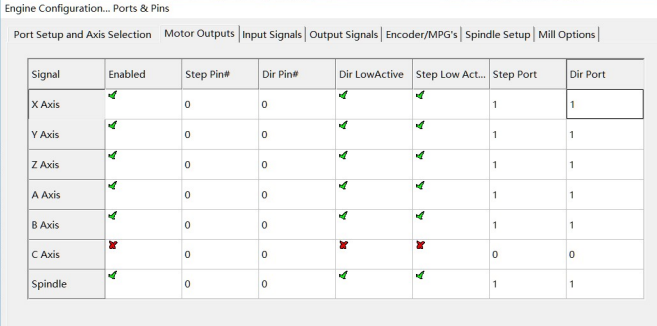 Engine Configuration... Ports & Pins
Port Setup and Axis Selection Motor Outputs Input Signals Output Signals Encoder/MPG's Spindle Setup Mill Options
Signal Enabled Step Pin# Dir Pin# Dir LowActive Step Low Act... Step Port Dir Port
X Axis 0 0 1 1
Y Axis 0 0 1 1
Z Axis 0 0 1 1
A Axis 0 0 1 1
B Axis 0 0 1 1
C Axis 0 0 0 0
Spindle 0 0 1 1